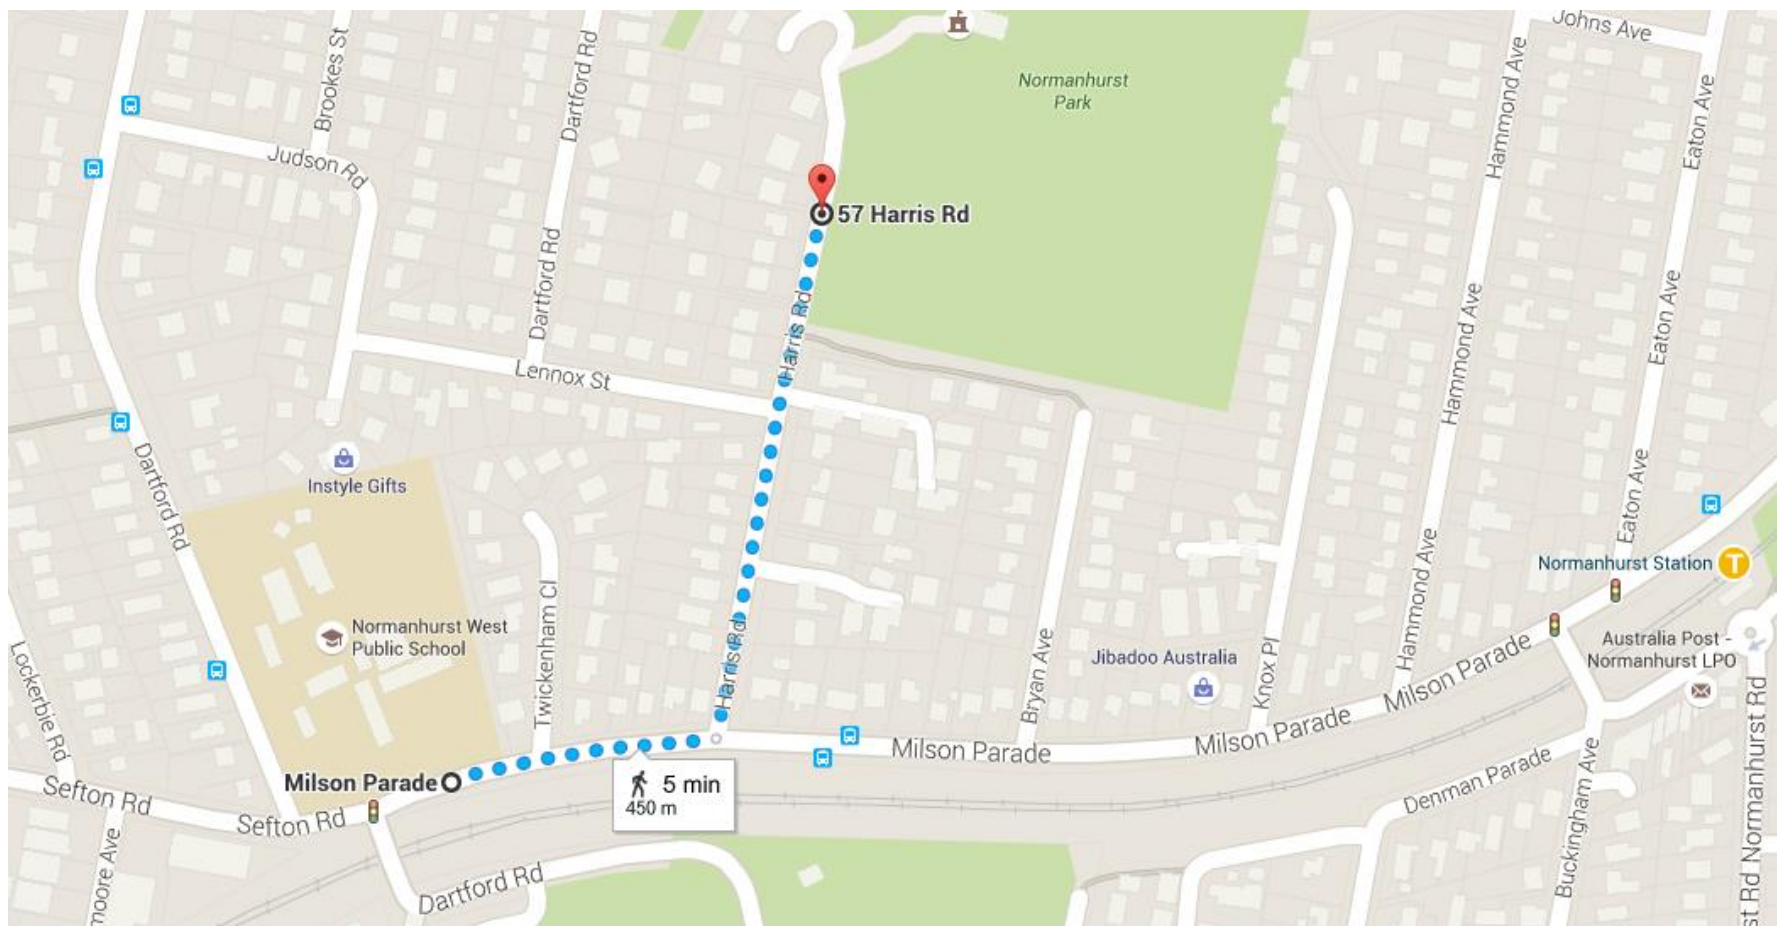 Johns Ave
Brookes St
Dartford Rd
Normanhurst
Park
Hammond Ave
Eaton Ave
Judson Rd
57 Harris Rd
Dartford Rd
Harris Rd
Hammond Ave
Eaton Ave
Lennox St
Dartford Rd
Instyle Gifts
Eaton Ave
Normanhurst Station
T
Hammond Ave
Normanhurst West
Public School
Twickenham Cl
Harris Rd
Bryan Ave
Jibadoo Australia
Knox Pl
Australia Post -
Normanhurst LPO
Lockerbie Rd
Milson Parade
Milson Parade
Milson Parade
Milson Parade
5 min
450 m
Sefton Rd
Sefton Rd
Denman Parade
Buckingham Ave
Dartford Rd
moore Ave
st Rd Normanhurst Rd